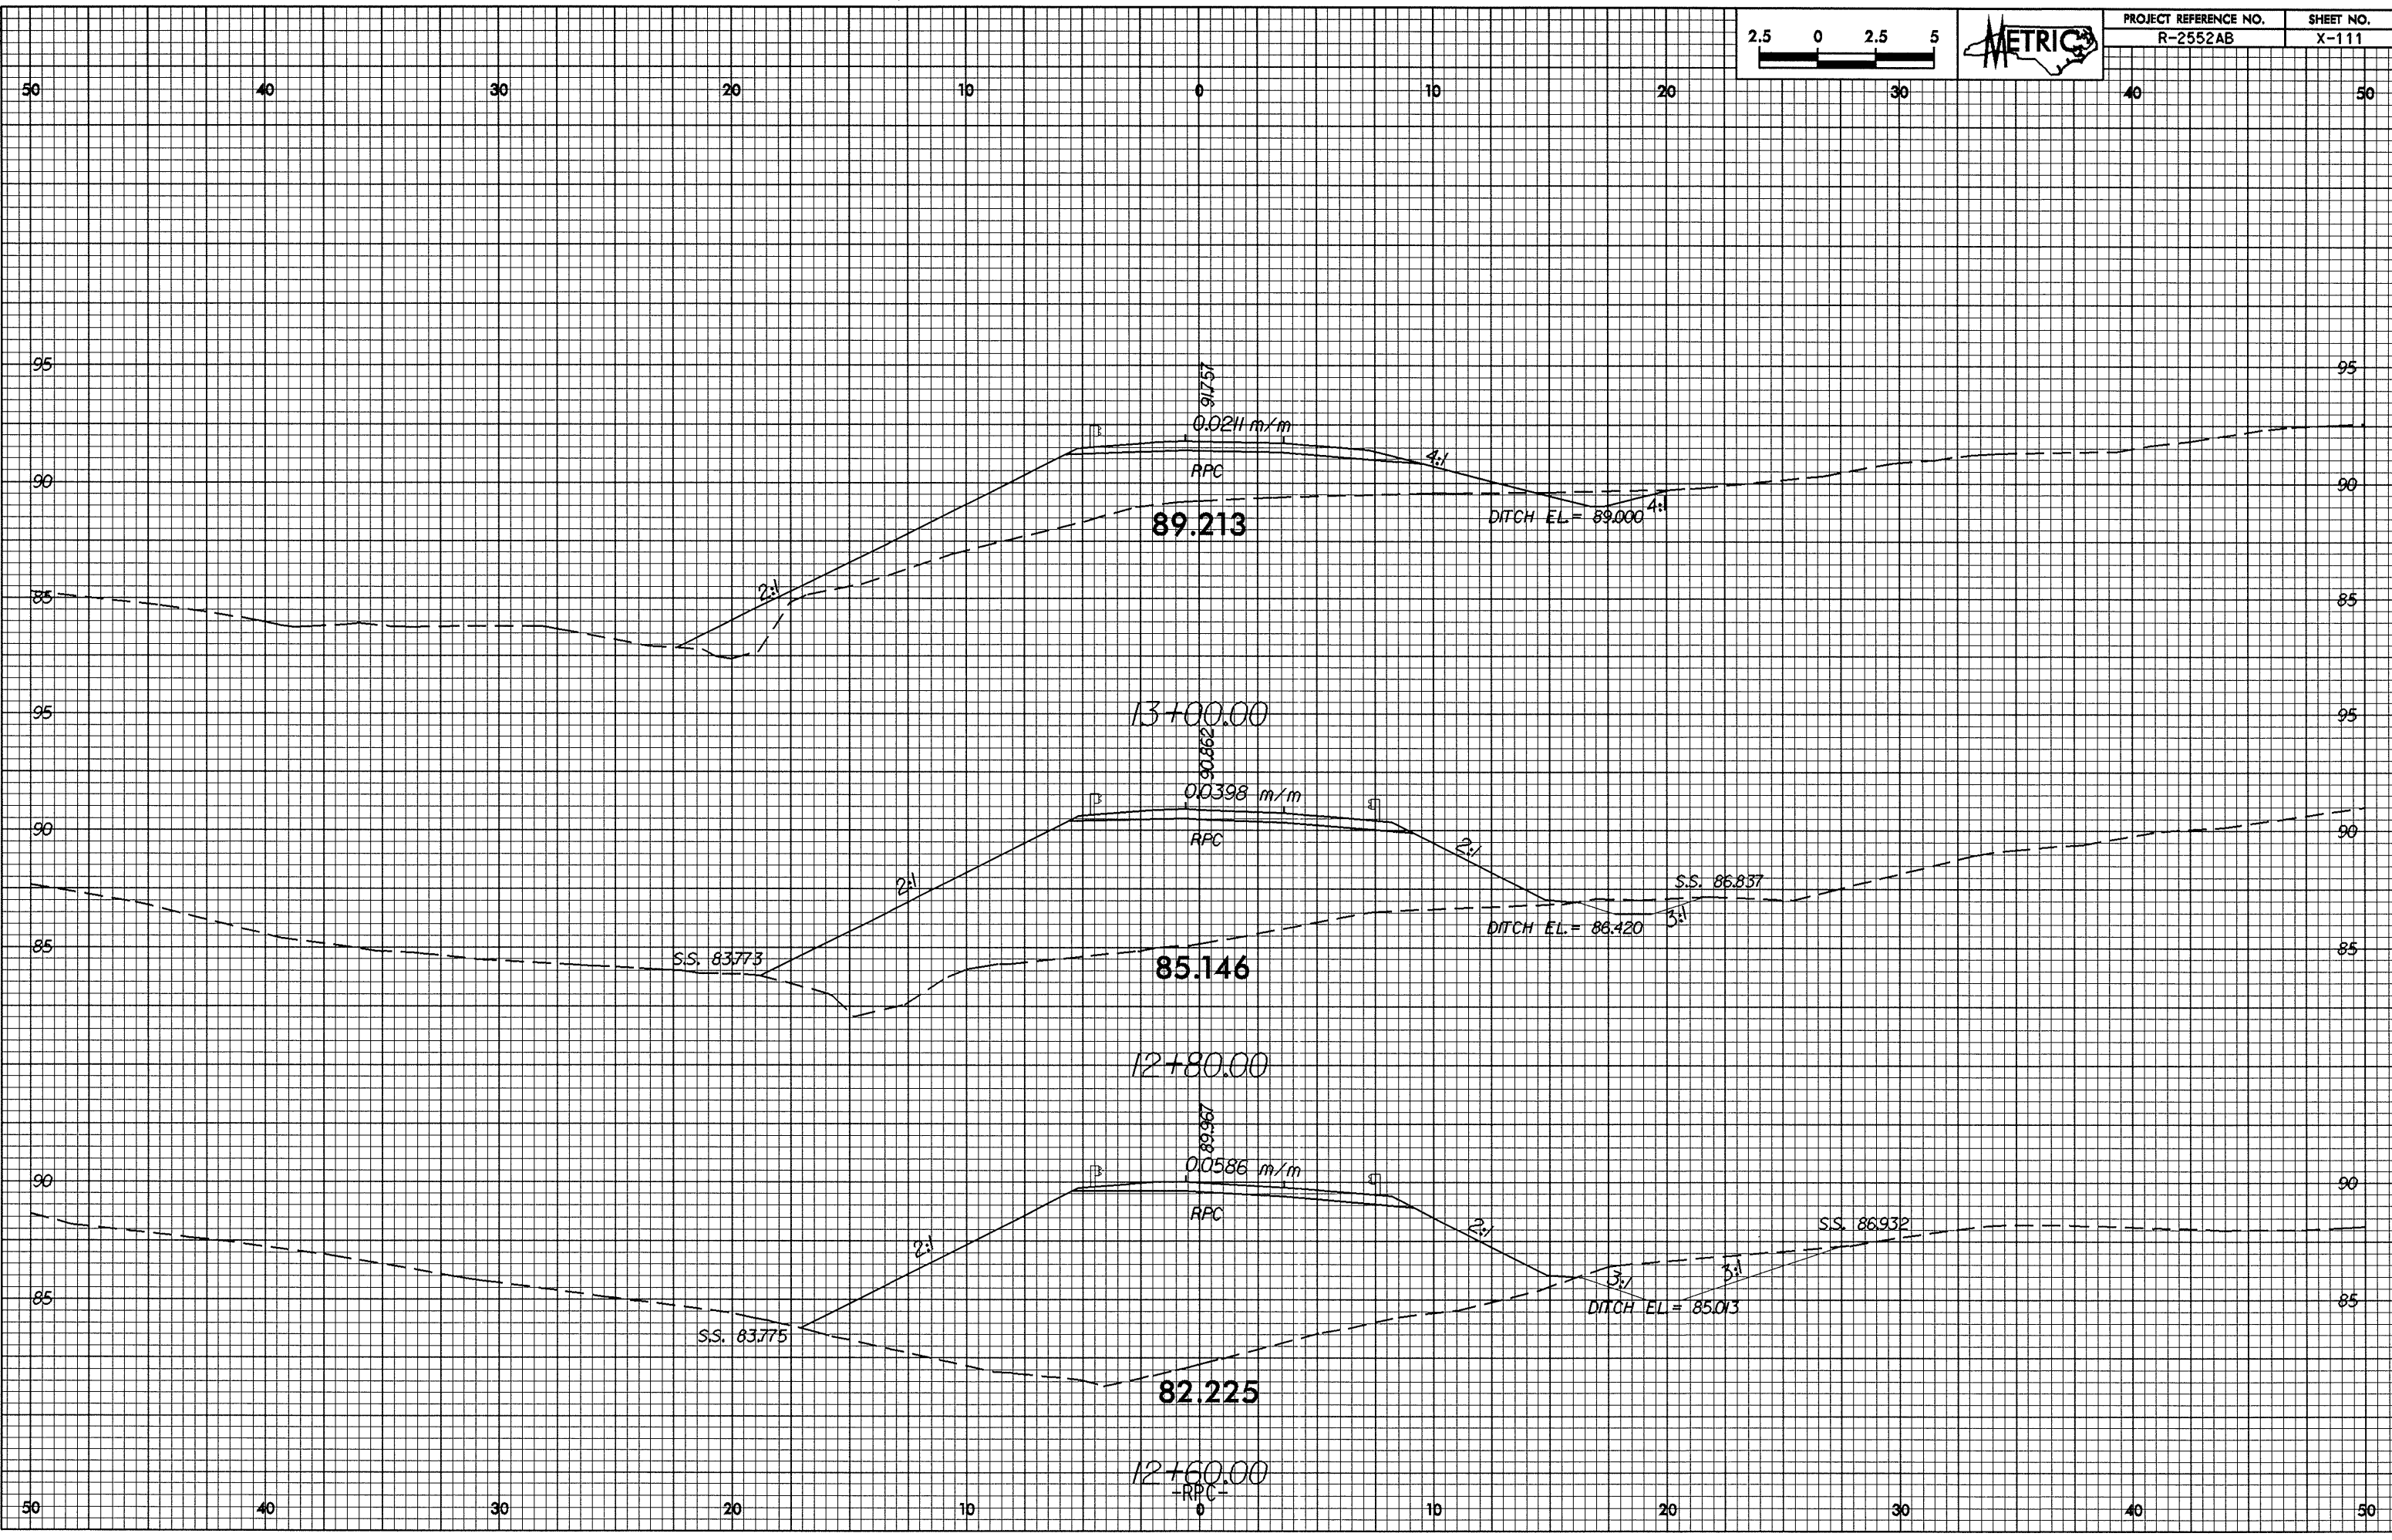 PROJECT REFERENCE NO. SHEET NO.
R-2552AB X-111
2.5 0 2.5 5
METRIC
50 40 30 20 10 0 10 20 30 40 50
95 95
91.757
0.0211 m/m
4:1
RPC
90 90
89.213
DITCH EL. = 89.000 4:1
2:1
85 85
13+00.00
95 95
90.862
0.0398 m/m
90 90
RPC
2:1
2:1
S.S. 86.837
3:1
DITCH EL. = 86.420
85 85
S.S. 83.773
85.146
12+80.00
89.967
0.0586 m/m
90 90
RPC
2:1
S.S. 86.932
2:1
3:1
3:1
85 85
DITCH EL. = 85.013
S.S. 83.775
82.225
12+60.00
-RPC-
50 40 30 20 10 0 10 20 30 40 50